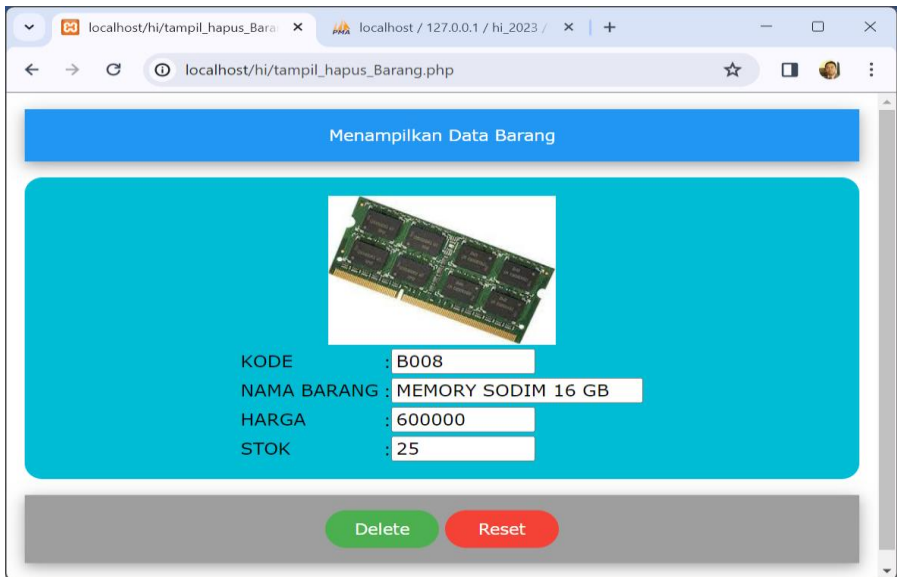 localhost/hi/tampil_hapus_Bara
localhost / 127.0.0.1 / hi_2023 /
localhost/hi/tampil_hapus_Barang.php
Menampilkan Data Barang
KODE : B008
NAMA BARANG : MEMORY SODIM 16 GB
HARGA : 600000
STOK : 25
Delete Reset